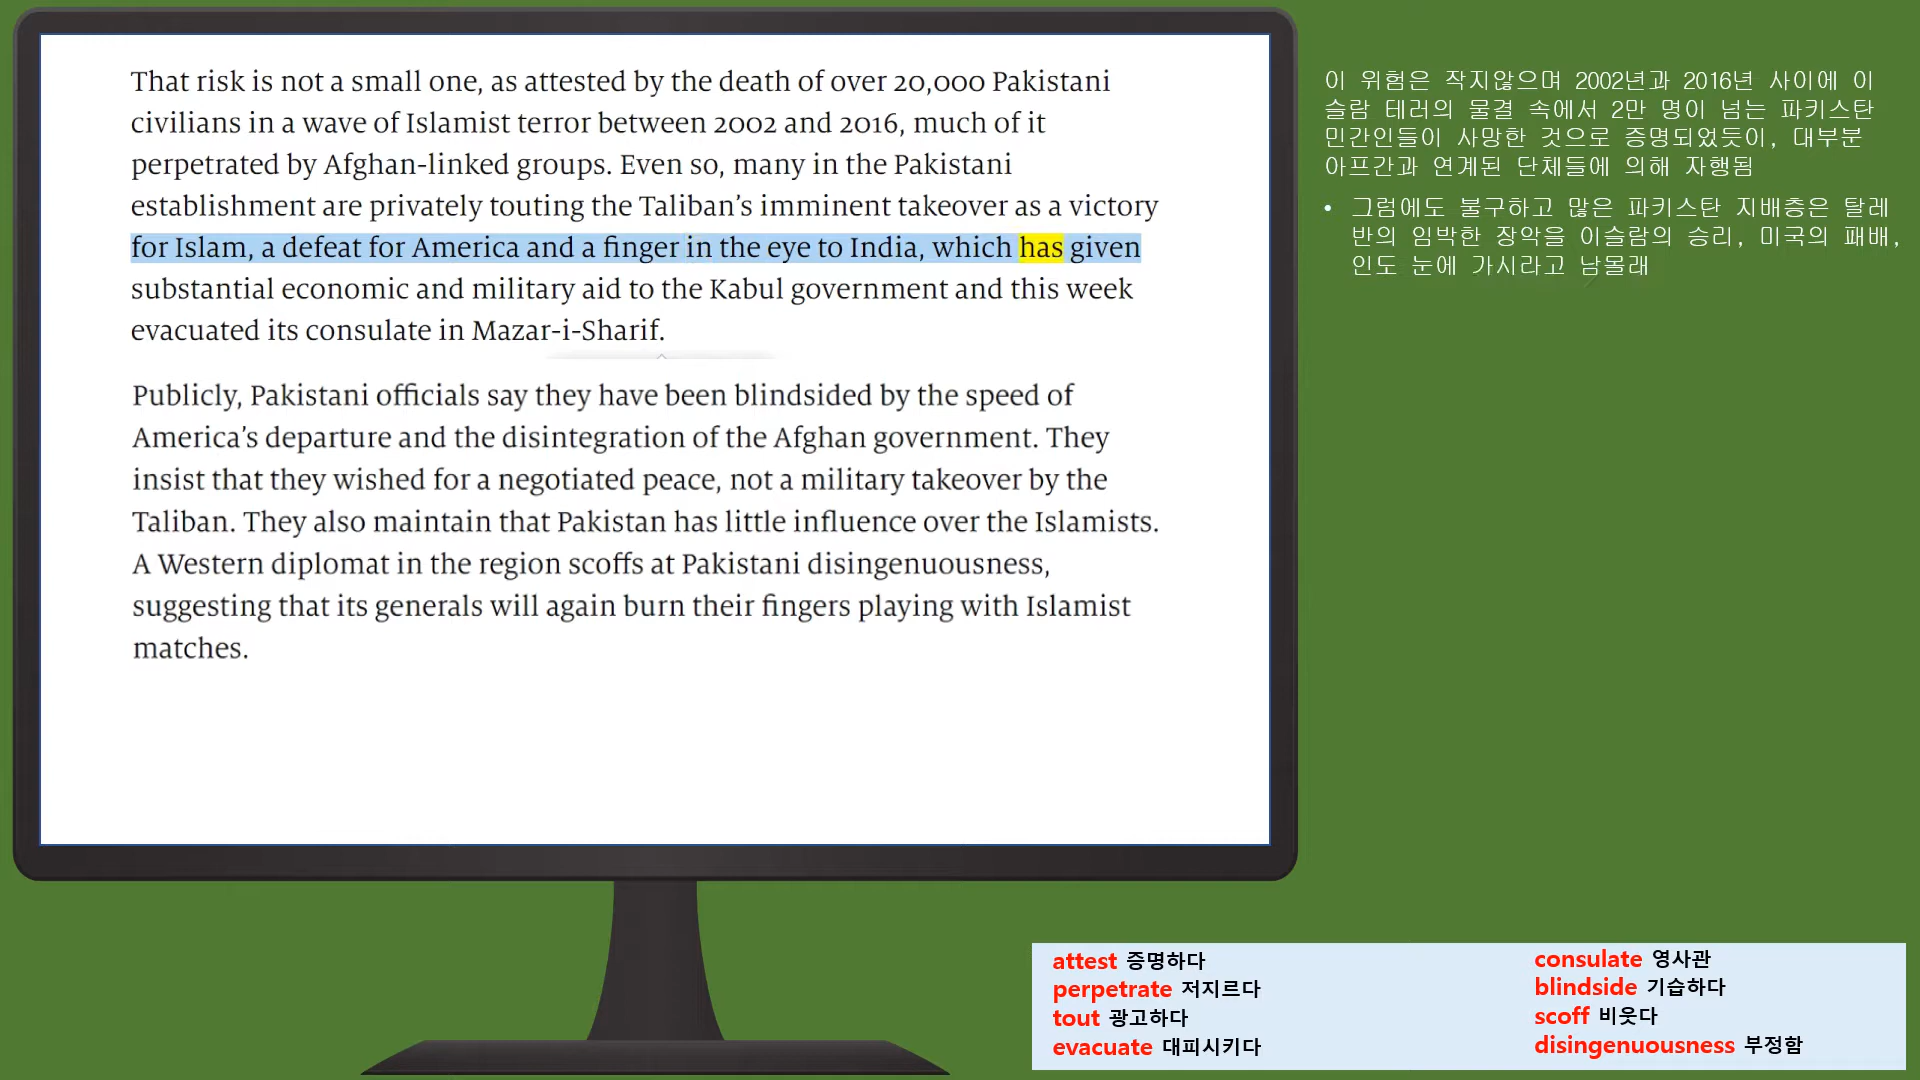 That risk is not a small one, as attested by the death of over 20,000 Pakistani
civilians in a wave of Islamist terror between 2002 and 2016, much of it
perpetrated by Afghan-linked groups. Even so, many in the Pakistani
establishment are privately touting the Taliban’s imminent takeover as a victory
for Islam, a defeat for America and a finger in the eye to India, which has given
substantial economic and military aid to the Kabul government and this week
evacuated its consulate in Mazar-i-Sharif.
Publicly, Pakistani officials say they have been blindsided by the speed of
America’s departure and the disintegration of the Afghan government. They
insist that they wished for a negotiated peace, not a military takeover by the
Taliban. They also maintain that Pakistan has little influence over the Islamists.
A Western diplomat in the region scoffs at Pakistani disingenuousness,
suggesting that its generals will again burn their fingers playing with Islamist
matches.
이 위험은 작지않으며 2002년과 2016년 사이에 이
슬람 테러의 물결 속에서 2만 명이 넘는 파키스탄
민간인들이 사망한 것으로 증명되었듯이, 대부분
아프간과 연계된 단체들에 의해 자행됨
• 그럼에도 불구하고 많은 파키스탄 지배층은 탈레
반의 임박한 장악을 이슬람의 승리, 미국의 패배,
인도 눈에 가시라고 남몰래
attest 증명하다
perpetrate 저지르다
tout 광고하다
evacuate 대피시키다
consulate 영사관
blindside 기습하다
scoff 비웃다
disingenuousness 부정함